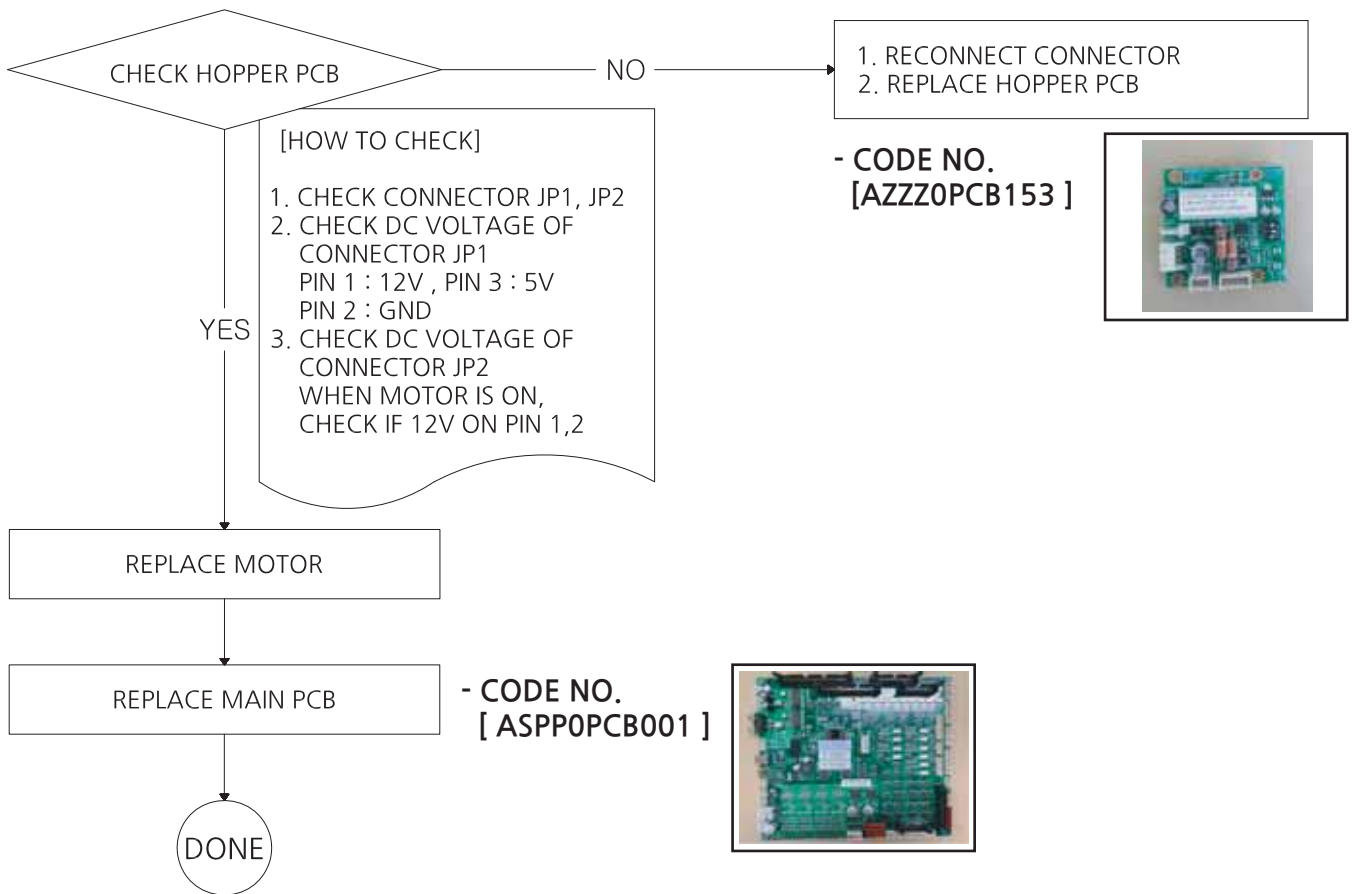 CHECK HOPPER PCB
NO
1. RECONNECT CONNECTOR
2. REPLACE HOPPER PCB
- CODE NO.
[AZZZ0PCB153 ]
[HOW TO CHECK]
1. CHECK CONNECTOR JP1, JP2
2. CHECK DC VOLTAGE OF
CONNECTOR JP1
PIN 1 : 12V , PIN 3 : 5V
PIN 2 : GND
3. CHECK DC VOLTAGE OF
CONNECTOR JP2
WHEN MOTOR IS ON,
CHECK IF 12V ON PIN 1,2
YES
REPLACE MOTOR
REPLACE MAIN PCB
- CODE NO.
[ ASPP0PCB001 ]
DONE